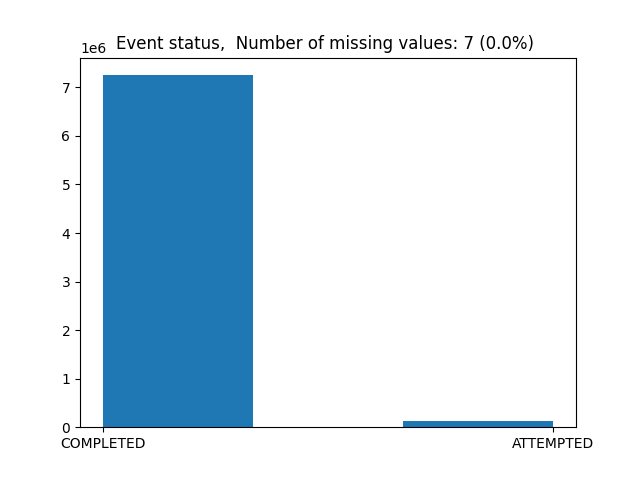 Event status,  Number of missing values: 7 (0.0%)
1e6
7
6
5
4
3
2
1
0
COMPLETED ATTEMPTED